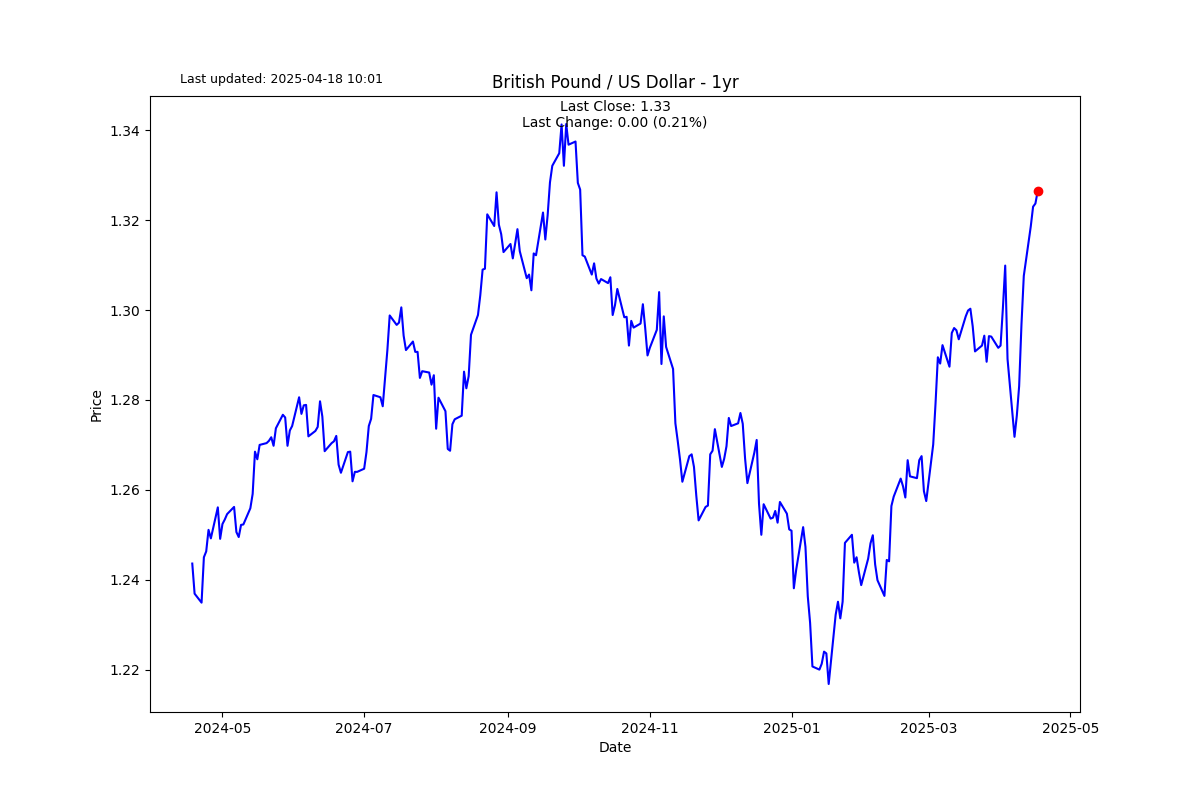 Last updated: 2025-04-18 10:01
British Pound / US Dollar - 1yr
Last Close: 1.33
Last Change: 0.00 (0.21%)
1.34
1.32
1.30
1.28
1.26
1.24
1.22
Price
2024-05
2024-07
2024-09
2024-11
2025-01
2025-03
2025-05
Date